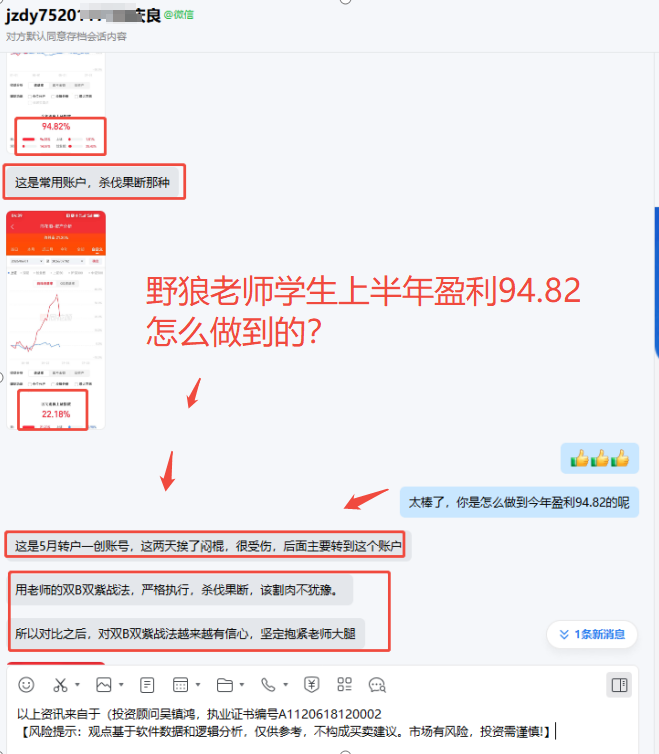 jzdy75201 良 @微信
对方默认同意存档会话内容
94.82%
这是常用账户，杀伐果断那种
22.18%
野狼老师学生上半年盈利94.82
怎么做到的？
太棒了，你是怎么做到今年盈利94.82的呢
这是5月转户一创账号，这两天挨了闷棍，很受伤，后面主要转到这个账户
用老师的双B双紫战法，严格执行，杀伐果断，该割肉不犹豫。
所以对比之后，对双B双紫战法越来越有信心，坚定抱紧老师大腿
1条新消息
以上资讯来自于（投资顾问吴镇鸿，执业证书编号A1120618120002
【风险提示：观点基于软件数据和逻辑分析，仅供参考，不构成买卖建议。市场有风险，投资需谨慎!】